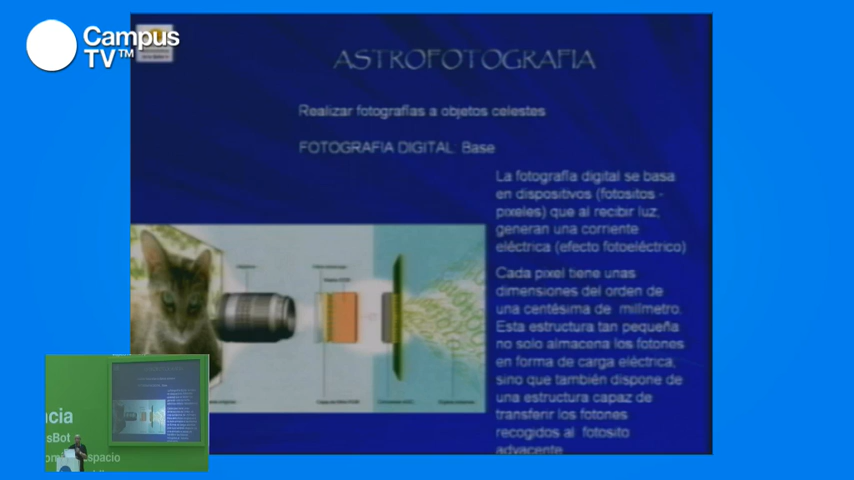 Campus
TV™
ASTROFOTOGRAFIA
Realizar fotografías a objetos celestes
FOTOGRAFIA DIGITAL: Base
La fotografía digital se basa
en dispositivos (fotositos -
pixeles) que al recibir luz,
generan una corriente
eléctrica (efecto fotoeléctrico)
Cada pixel tiene unas
dimensiones del orden de
una centésima de milímetro.
Esta estructura tan pequeña
no solo almacena los fotones
en forma de carga eléctrica,
sino que también dispone de
una estructura capaz de
transferir los fotones
recogidos al fotosito
adyacente
ncia
sBot
spacio